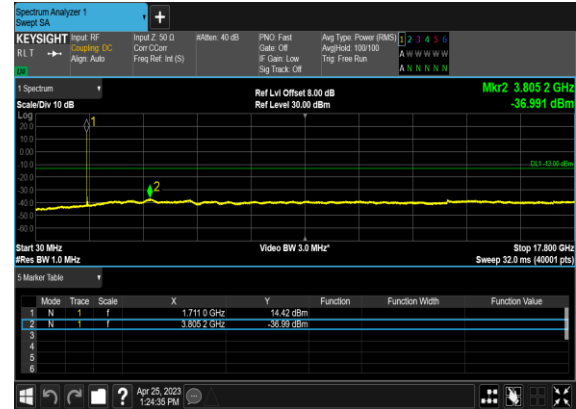 Spectrum Analyzer 1
Swept SA
+
KEYSIGHT Input: RF Input Z: 50 Ω #Atten: 40 dB PNO: Fast Avg Type: Power (RMS) 1 2 3 4 5 6
RLT Coupling: DC Corr CCorr Gate: Off Avg|Hold: 100/100 A W W W W W
Align: Auto Freq Ref: Int (S) IF Gain: Low Trig: Free Run
Sig Track: Off A N N N N N
1 Spectrum Ref Lvl Offset 8.00 dB Mkr2 3.805 2 GHz
Scale/Div 10 dB Ref Level 30.00 dBm -36.991 dBm
Log
20.0
10.0
0.00
-10.0
-20.0
-30.0
-40.0
-50.0
-60.0
1
2
DL1 -13.00 dBm
Start 30 MHz Video BW 3.0 MHz* Stop 17.800 GHz
#Res BW 1.0 MHz Sweep 32.0 ms (40001 pts)
5 Marker Table
Mode Trace Scale X Y Function Function Width Function Value
1 N 1 f 1.711 0 GHz 14.42 dBm
2 N 1 f 3.805 2 GHz -36.99 dBm
3
4
5
6
? Apr 25, 2023
1:24:35 PM